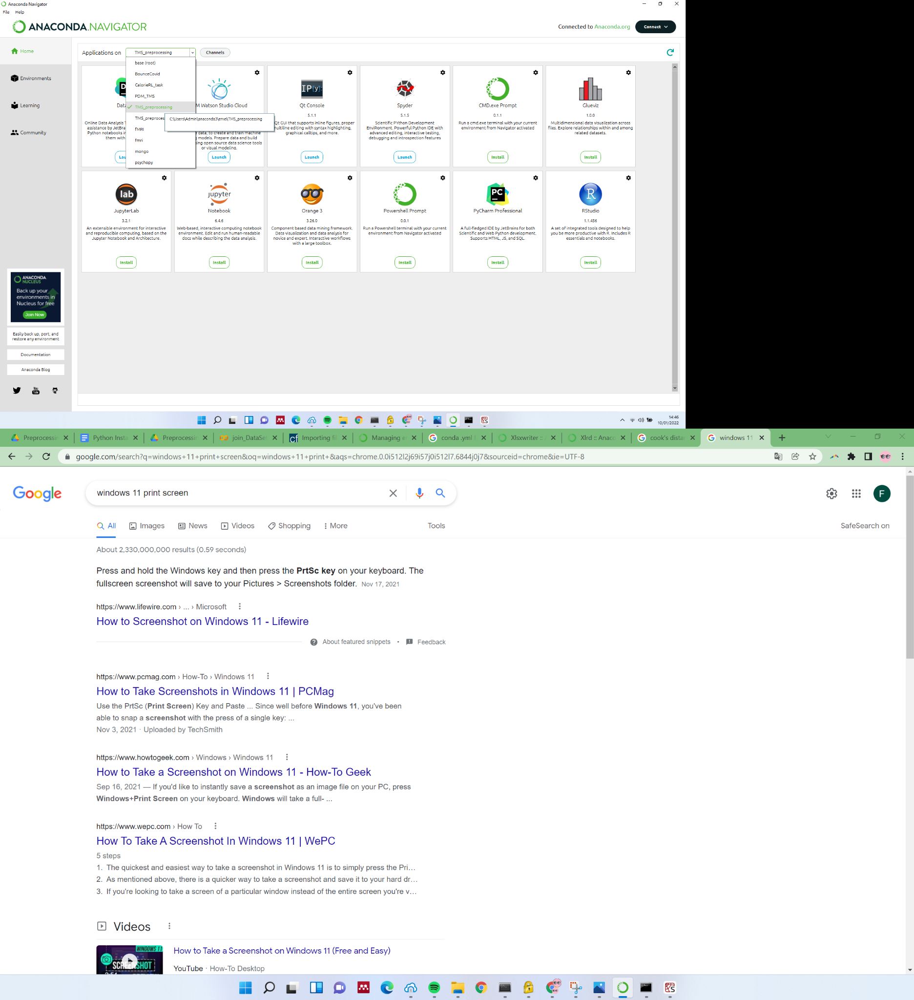 Anaconda Navigator
File Help
ANACONDA.NAVIGATOR
Connected to Anaconda.org
Connect
Home
Environments
Learning
Community
Applications on
TMS_preprocessing
Channels
base (root)
BounceCovid
CalorieRL_task
PDM_TMS
TMS_preprocessing
TMS_preproces
fMRI
fmri
mongo
psychopy
C:\Users\Admin\anaconda3\envs\TMS_preprocessing
Online Data Analysis T
assistance by JetBra
Python notebooks in
them with
M Watson Studio Cloud
data, to create and train machine
models. Prepare data and build
ing open source data science tools
or visual modeling.
Launch
Qt Console
5.1.1
Qt GUI that supports inline figures, proper
multiline editing with syntax highlighting,
graphical calltips, and more.
Launch
Spyder
5.1.5
Scientific PYthon Development
EnviRonment. Powerful Python IDE with
advanced editing, interactive testing,
debugging and introspection features
Launch
CMD.exe Prompt
0.1.1
Run a cmd.exe terminal with your current
environment from Navigator activated
Install
Glueviz
1.0.0
Multidimensional data visualization across
files. Explore relationships within and among
related datasets.
Install
lab
JupyterLab
3.2.1
An extensible environment for interactive
and reproducible computing, based on the
Jupyter Notebook and Architecture.
Install
jupyter
Notebook
6.4.6
Web-based, interactive computing notebook
environment. Edit and run human-readable
docs while describing the data analysis.
Install
Orange 3
3.26.0
Component based data mining framework.
Data visualization and data analysis for
novice and expert. Interactive workflows
with a large toolbox.
Install
Powershell Prompt
0.0.1
Run a Powershell terminal with your current
environment from Navigator activated
Install
PC
PyCharm Professional
A full-fledged IDE by JetBrains for both
Scientific and Web Python development.
Supports HTML, JS, and SQL.
Install
R
RStudio
1.1.456
A set of integrated tools designed to help
you be more productive with R. Includes R
essentials and notebooks.
Install
ANACONDA.
NUCLEUS
Back up your
environments in
Nucleus for free
Join Now
Easily back up, port, and
restore any environment
Documentation
Anaconda Blog
14:46
10/01/2022
Preprocessin
Python Insta
Preprocessin
join_DataSe
Importing fi
Managing e
conda .yml f
Xlsxwriter :: A
Xlrd :: Anaco
cook's dista
windows 11
google.com/search?q=windows+11+print+screen&oq=windows+11+print+&aqs=chrome.0.0i512l2j69i57j0i512l7.6844j0j7&sourceid=chrome&ie=UTF-8
Google
windows 11 print screen
F
All Images News Videos Shopping More Tools SafeSearch on
About 2,330,000,000 results (0.59 seconds)
Press and hold the Windows key and then press the PrtSc key on your keyboard. The
fullscreen screenshot will save to your Pictures > Screenshots folder. Nov 17, 2021
https://www.lifewire.com › ... › Microsoft
How to Screenshot on Windows 11 - Lifewire
About featured snippets • Feedback
https://www.pcmag.com › How-To › Windows 11
How to Take Screenshots in Windows 11 | PCMag
Use the PrtSc (Print Screen) Key and Paste ... Since well before Windows 11, you've been
able to snap a screenshot with the press of a single key: ...
Nov 3, 2021 · Uploaded by TechSmith
https://www.howtogeek.com › Windows › Windows 11
How to Take a Screenshot on Windows 11 - How-To Geek
Sep 16, 2021 — If you'd like to instantly save a screenshot as an image file on your PC, press
Windows+Print Screen on your keyboard. Windows will take a full- ...
https://www.wepc.com › How To
How To Take A Screenshot In Windows 11 | WePC
5 steps
1. The quickest and easiest way to take a screenshot in Windows 11 is to simply press the Pri...
2. As mentioned above, there is a quicker way to take a screenshot and save it to your hard dr...
3. If you're looking to take a screen of a particular window instead of the entire screen you're v...
Videos
WINDOWS 11
SCREENSHOT
How to Take a Screenshot on Windows 11 (Free and Easy)
YouTube · How-To Desktop